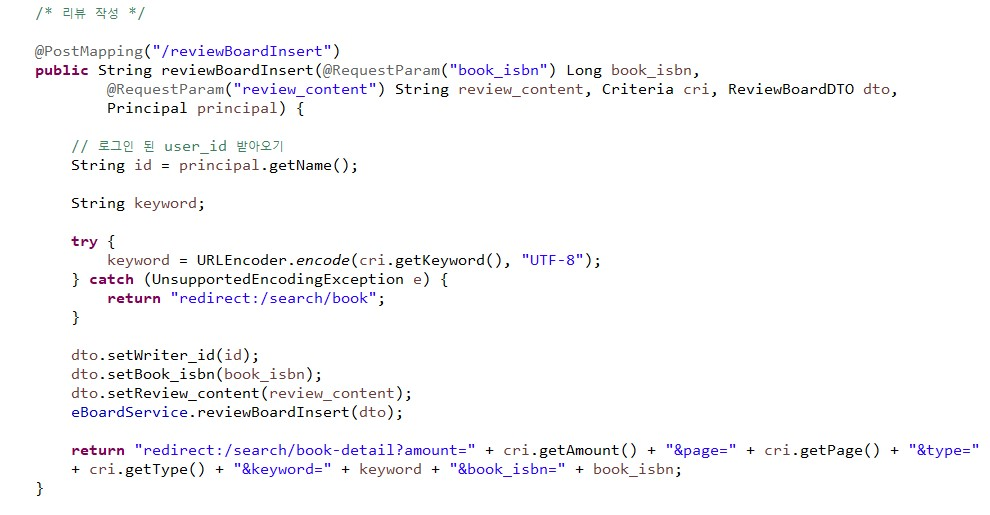 /* 리뷰 작성 */
@PostMapping("/reviewBoardInsert")
public String reviewBoardInsert(@RequestParam("book_isbn") Long book_isbn,
@RequestParam("review_content") String review_content, Criteria cri, ReviewBoardDTO dto,
Principal principal) {
// 로그인 된 user_id 받아오기
String id = principal.getName();
String keyword;
try {
keyword = URLEncoder.encode(cri.getKeyword(), "UTF-8");
} catch (UnsupportedEncodingException e) {
return "redirect:/search/book";
}
dto.setWriter_id(id);
dto.setBook_isbn(book_isbn);
dto.setReview_content(review_content);
eBoardService.reviewBoardInsert(dto);
return "redirect:/search/book-detail?amount=" + cri.getAmount() + "&page=" + cri.getPage() + "&type="
+ cri.getType() + "&keyword=" + keyword + "&book_isbn=" + book_isbn;
}